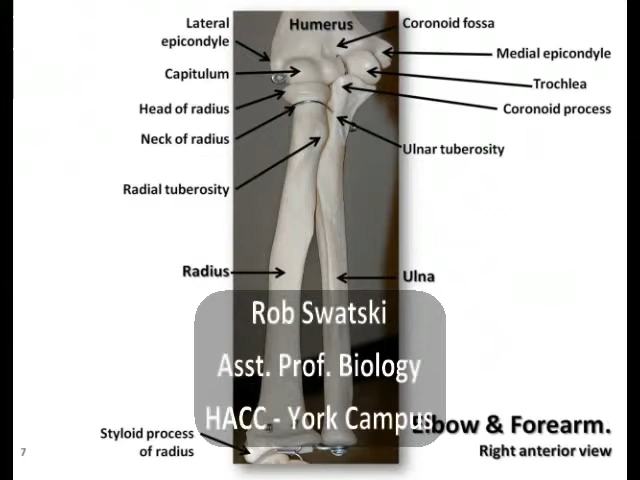 Lateral
epicondyle
Humerus
Coronoid fossa
Medial epicondyle
Capitulum
Trochlea
Head of radius
Coronoid process
Neck of radius
Ulnar tuberosity
Radial tuberosity
Radius
Ulna
Rob Swatski
Asst. Prof. Biology
HACC - York Campus
Elbow & Forearm.
Styloid process
of radius
Right anterior view
7